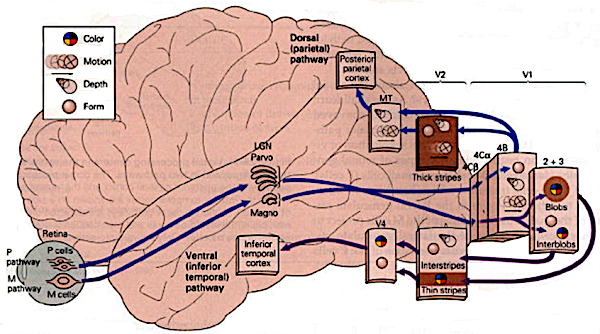 Color
Motion
Depth
Form
Dorsal
(parietal)
pathway
Posterior
parietal
cortex
V2
V1
MT
Thick stripes
4Cβ
4Cα
4B
2 + 3
Blobs
Interblobs
LGN
Parvo
Magno
Retina
P
pathway
M
pathway
P cells
M cells
Ventral
(inferior
temporal)
pathway
Inferior
temporal
cortex
V4
Interstripes
Thin stripes